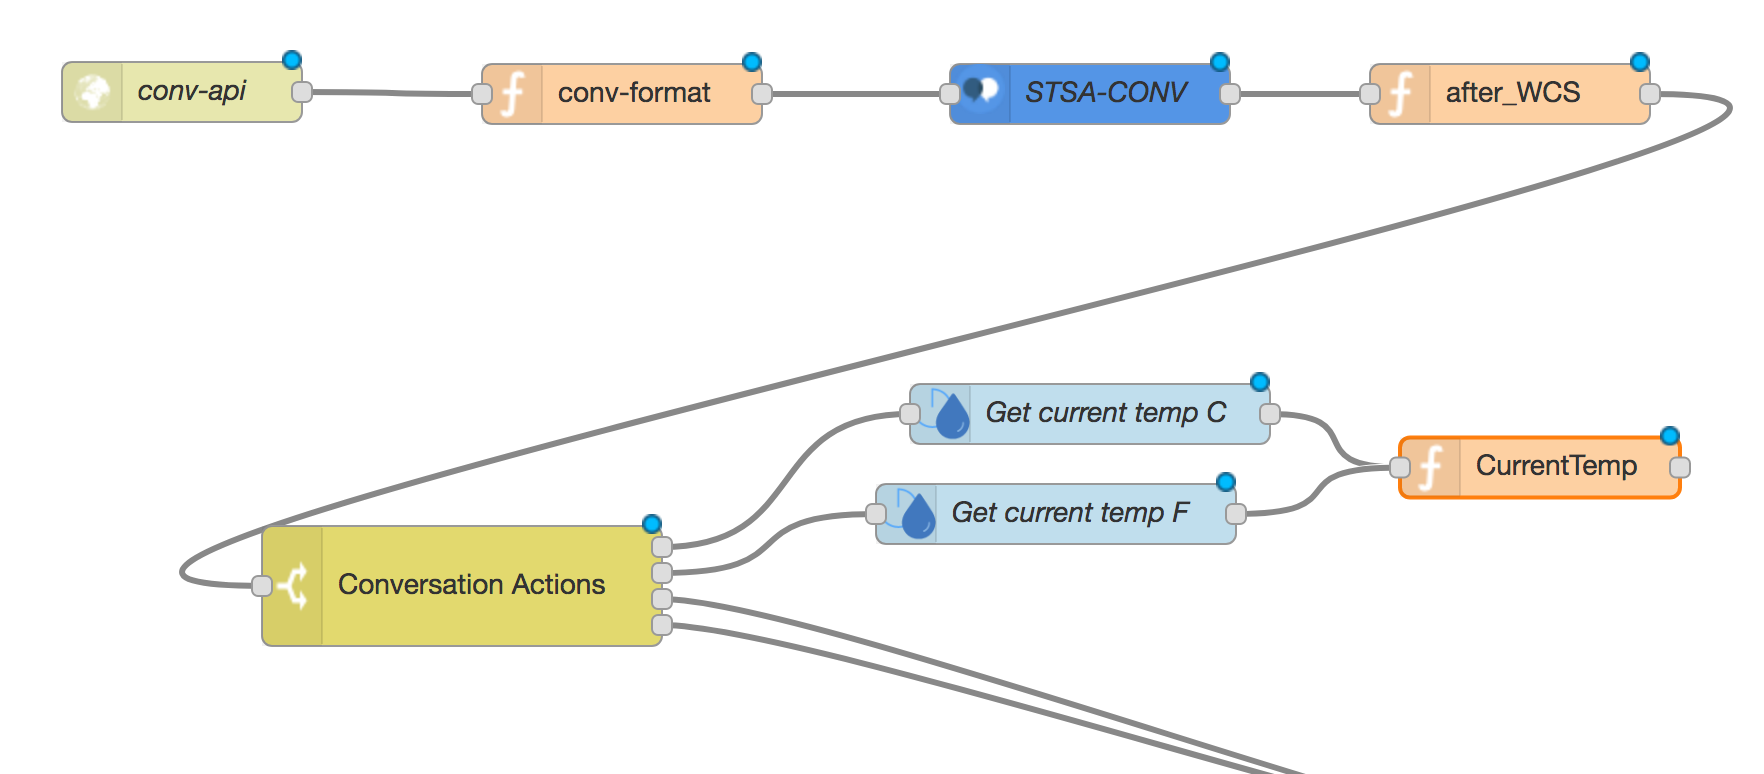 conv-api
conv-format
STSA-CONV
after_WCS
Get current temp C
CurrentTemp
Get current temp F
Conversation Actions